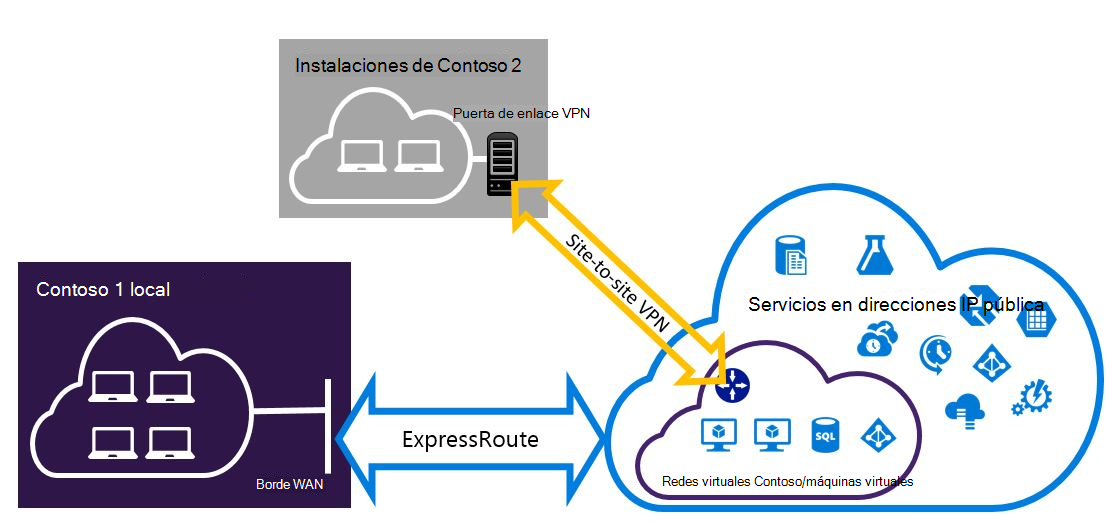 Instalaciones de Contoso 2
Puerta de enlace VPN
Site-to-site VPN
Contoso 1 local
Borde WAN
ExpressRoute
Servicios en direcciones IP pública
SQL
Redes virtuales Contoso/máquinas virtuales